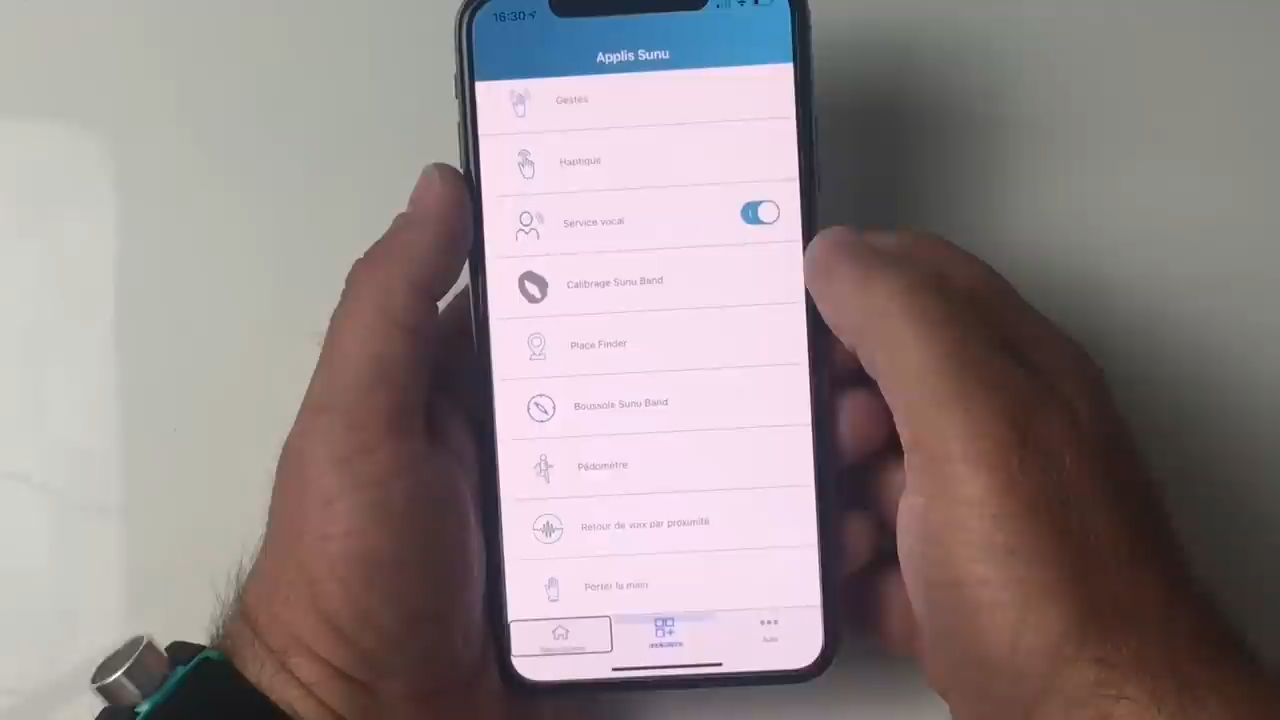 16:30
Applis Sunu
Gestes
Haptique
Service vocal
Calibrage Sunu Band
Place Finder
Boussole Sunu Band
Pédomètre
Retour de voix par proximité
Porter la main